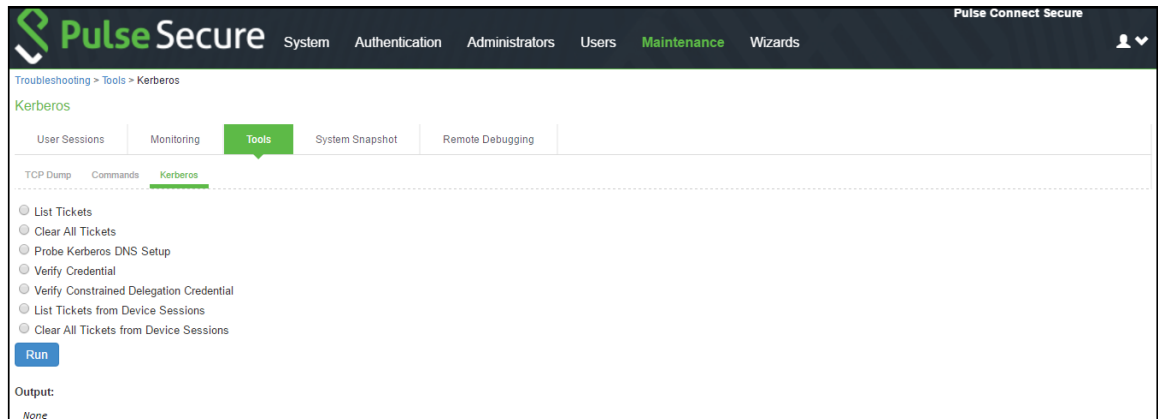 Pulse Connect Secure
Pulse Secure System Authentication Administrators Users Maintenance Wizards
Troubleshooting > Tools > Kerberos
Kerberos
User Sessions Monitoring Tools System Snapshot Remote Debugging
TCP Dump Commands Kerberos
List Tickets
Clear All Tickets
Probe Kerberos DNS Setup
Verify Credential
Verify Constrained Delegation Credential
List Tickets from Device Sessions
Clear All Tickets from Device Sessions
Run
Output:
None